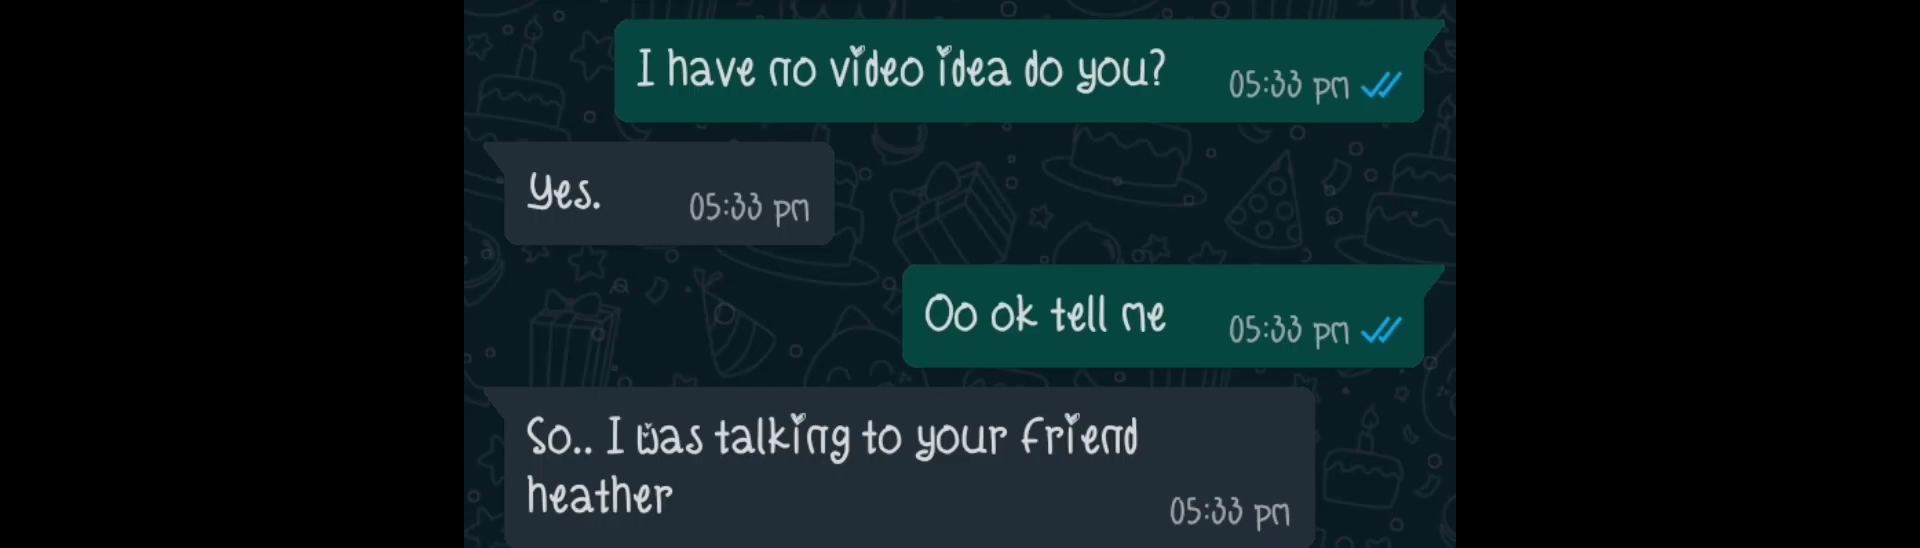 I have no video idea do you?
05:33 pm
Yes.
05:33 pm
Oo ok tell me
05:33 pm
So.. I was talking to your friend
heather
05:33 pm